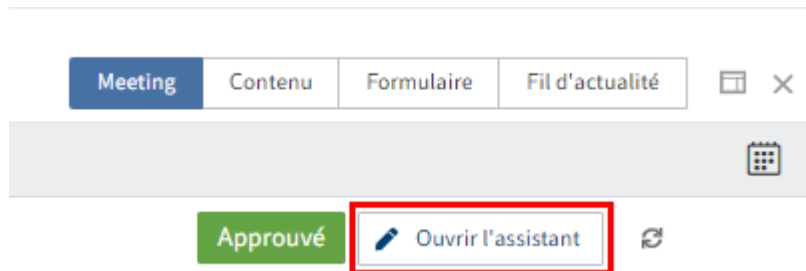 Meeting Contenu Formulaire Fil d'actualité
Approuvé Ouvrir l'assistant